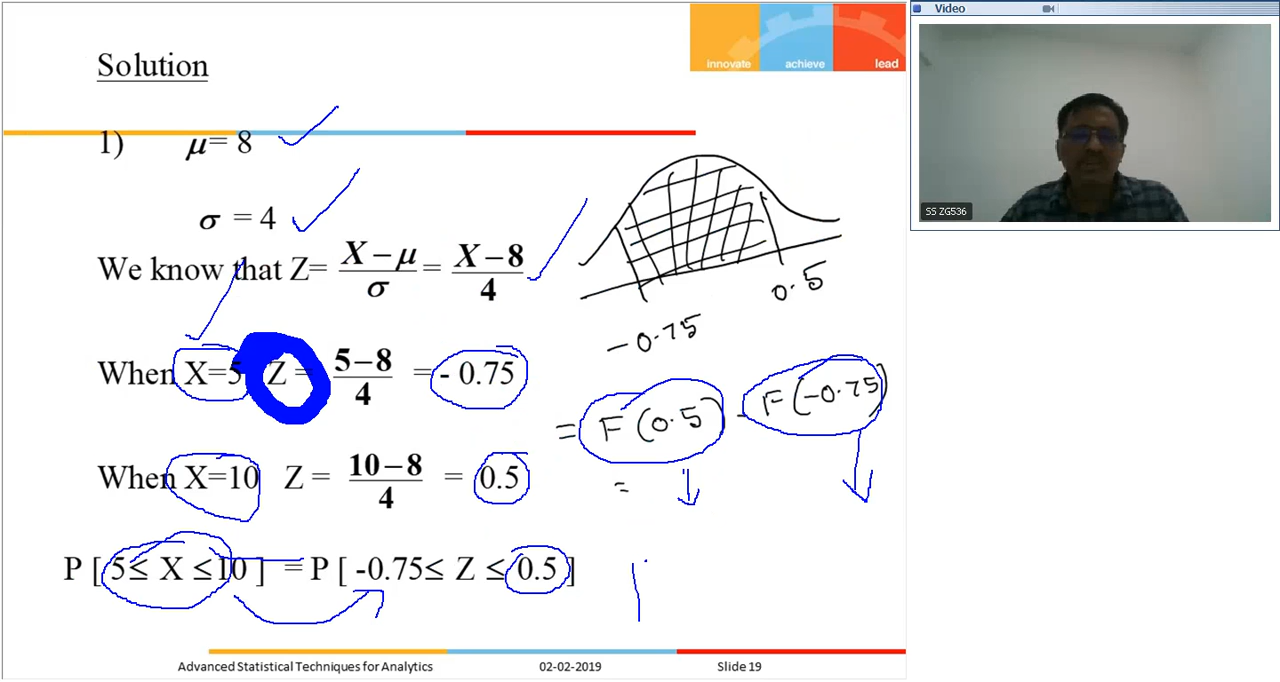 Video
innovate achieve lead
SS ZG536
Solution
1) μ= 8
σ = 4
We know that Z= X−μ/σ = X−8/4
When X=5 Z = 5−8/4 = - 0.75
When X=10 Z = 10−8/4 = 0.5
P [ 5≤ X ≤10 ] = P [ -0.75≤ Z ≤ 0.5 ]
-0.75 0.5
= F(0.5) - F(-0.75)
=
Advanced Statistical Techniques for Analytics 02-02-2019 Slide 19